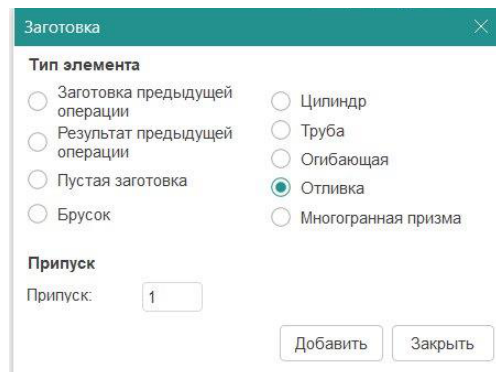 Заготовка
Тип элемента
Заготовка предыдущей
операции
Результат предыдущей
операции
Пустая заготовка
Брусок
Цилиндр
Труба
Огибающая
Отливка
Многогранная призма
Припуск
Припуск:
1
Добавить
Закрыть